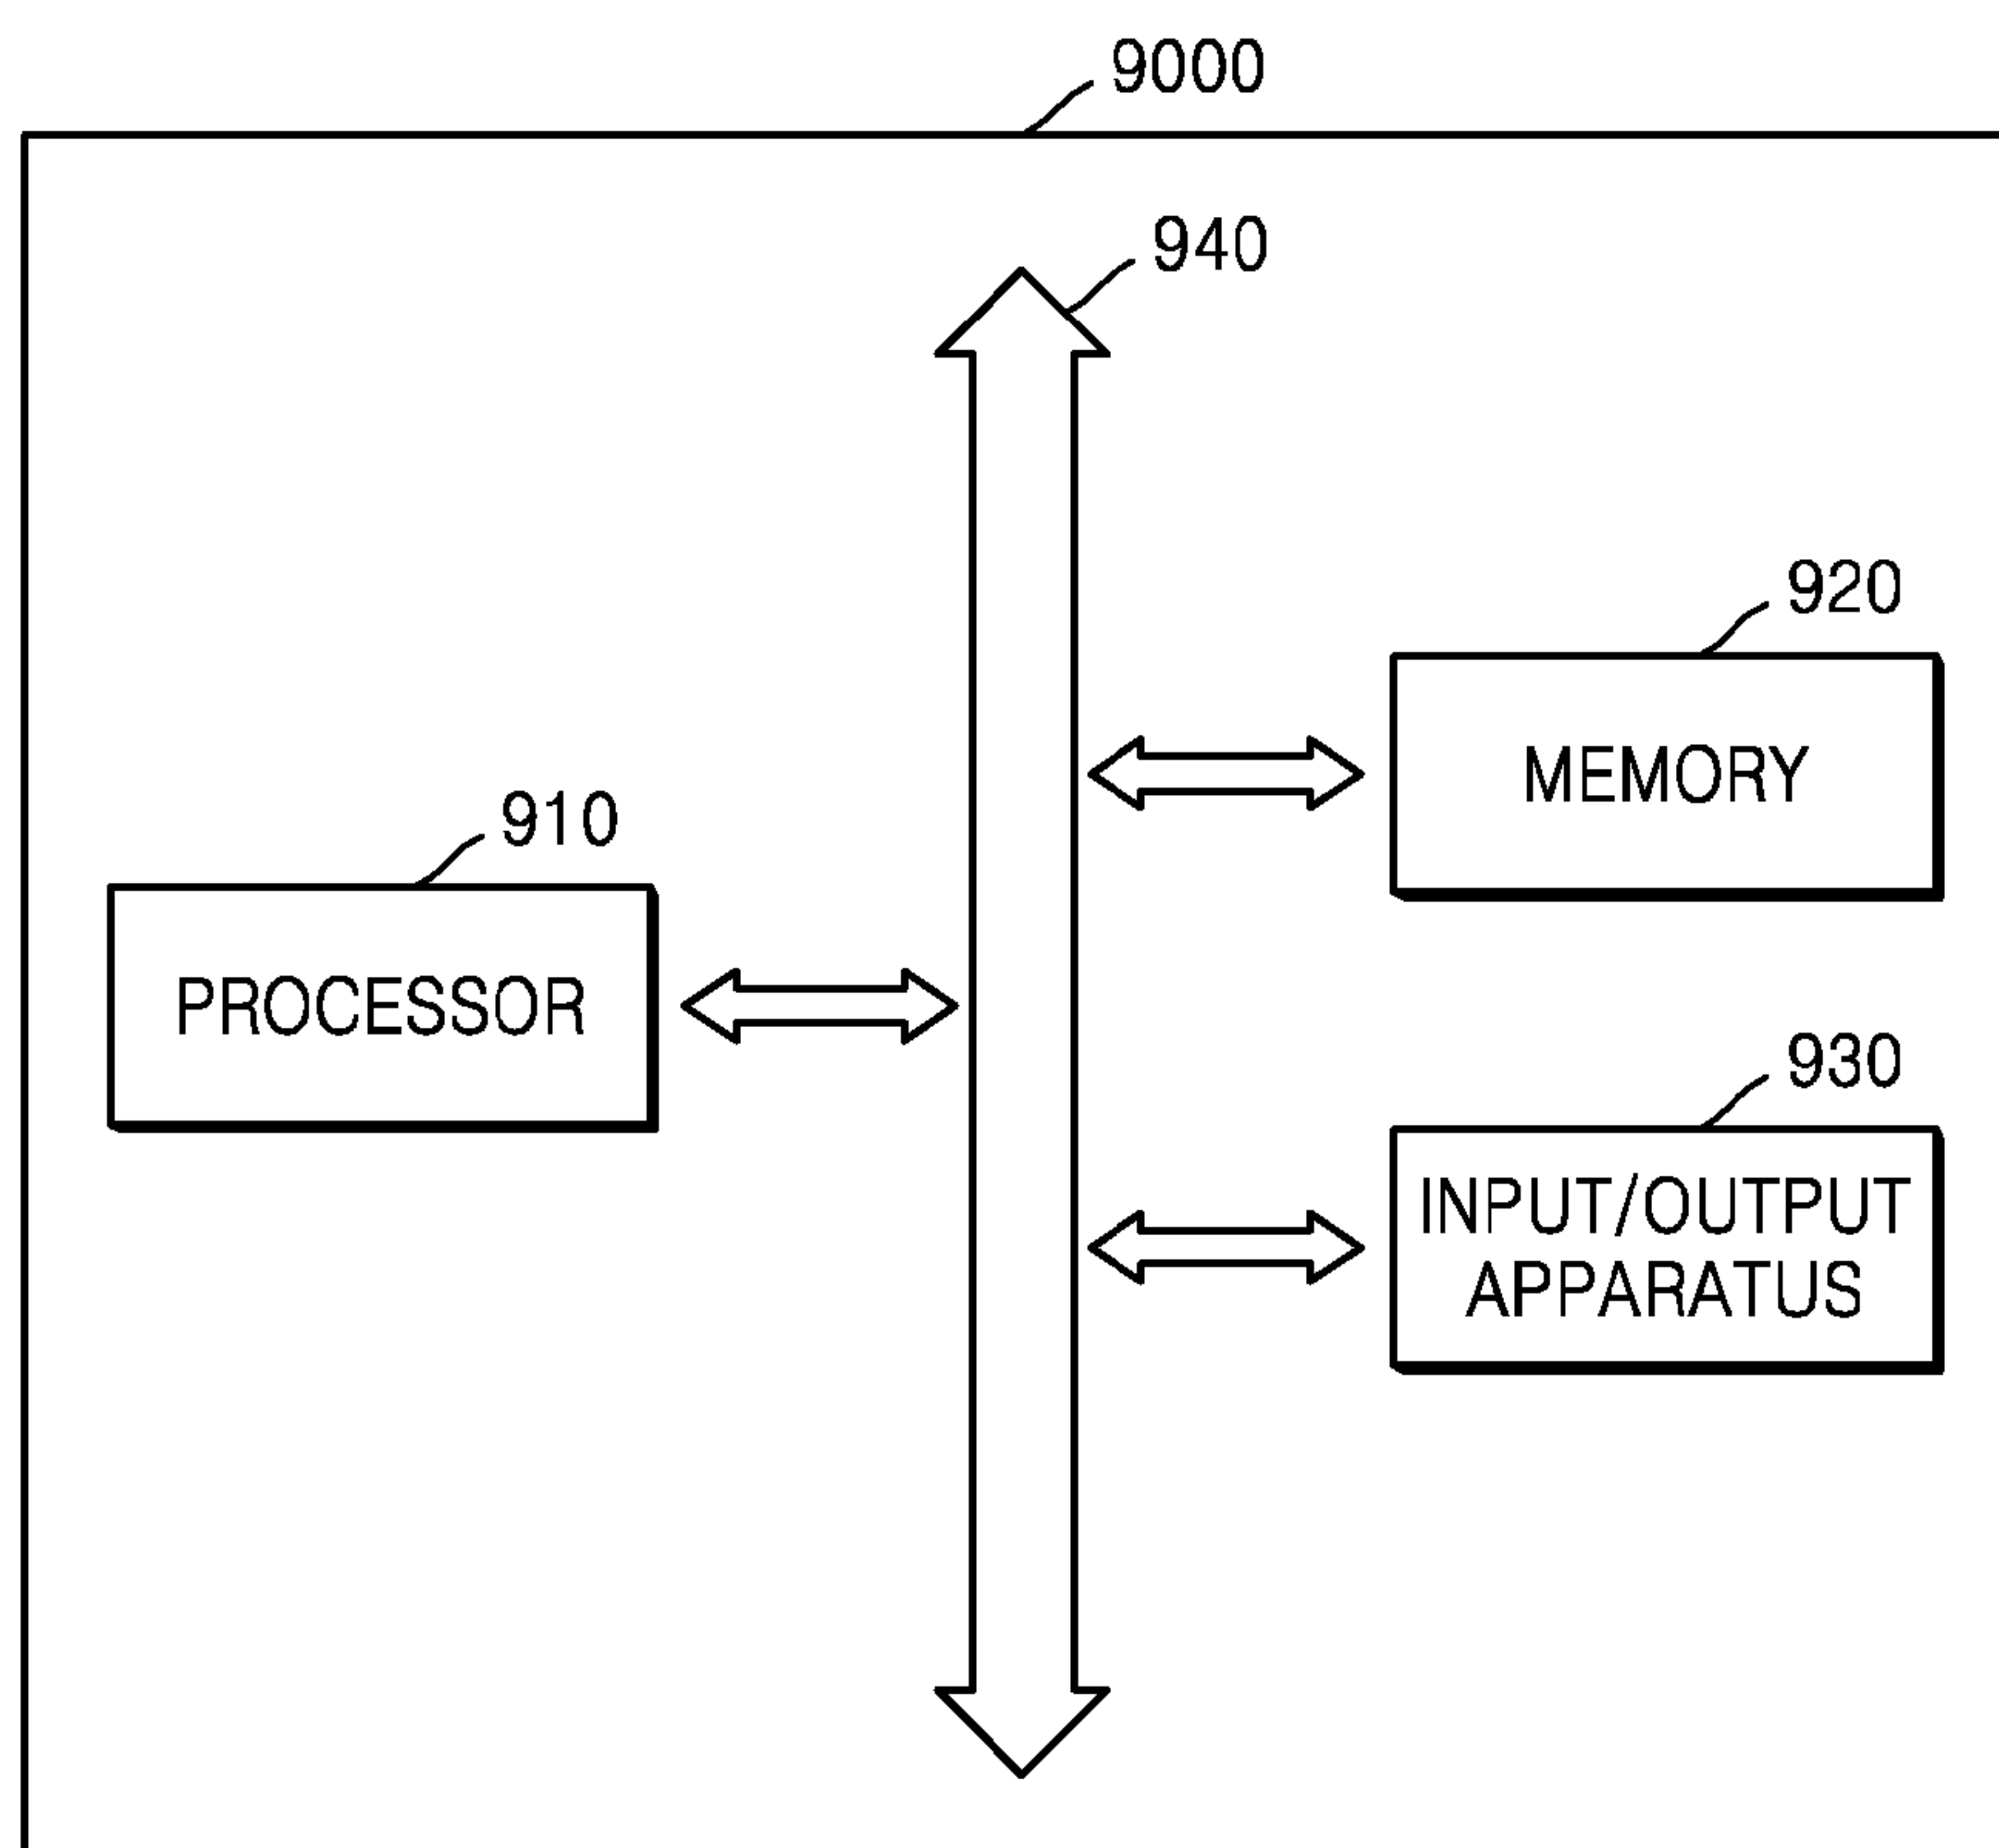 9000
940
920
MEMORY
910
PROCESSOR
930
INPUT/OUTPUT
APPARATUS